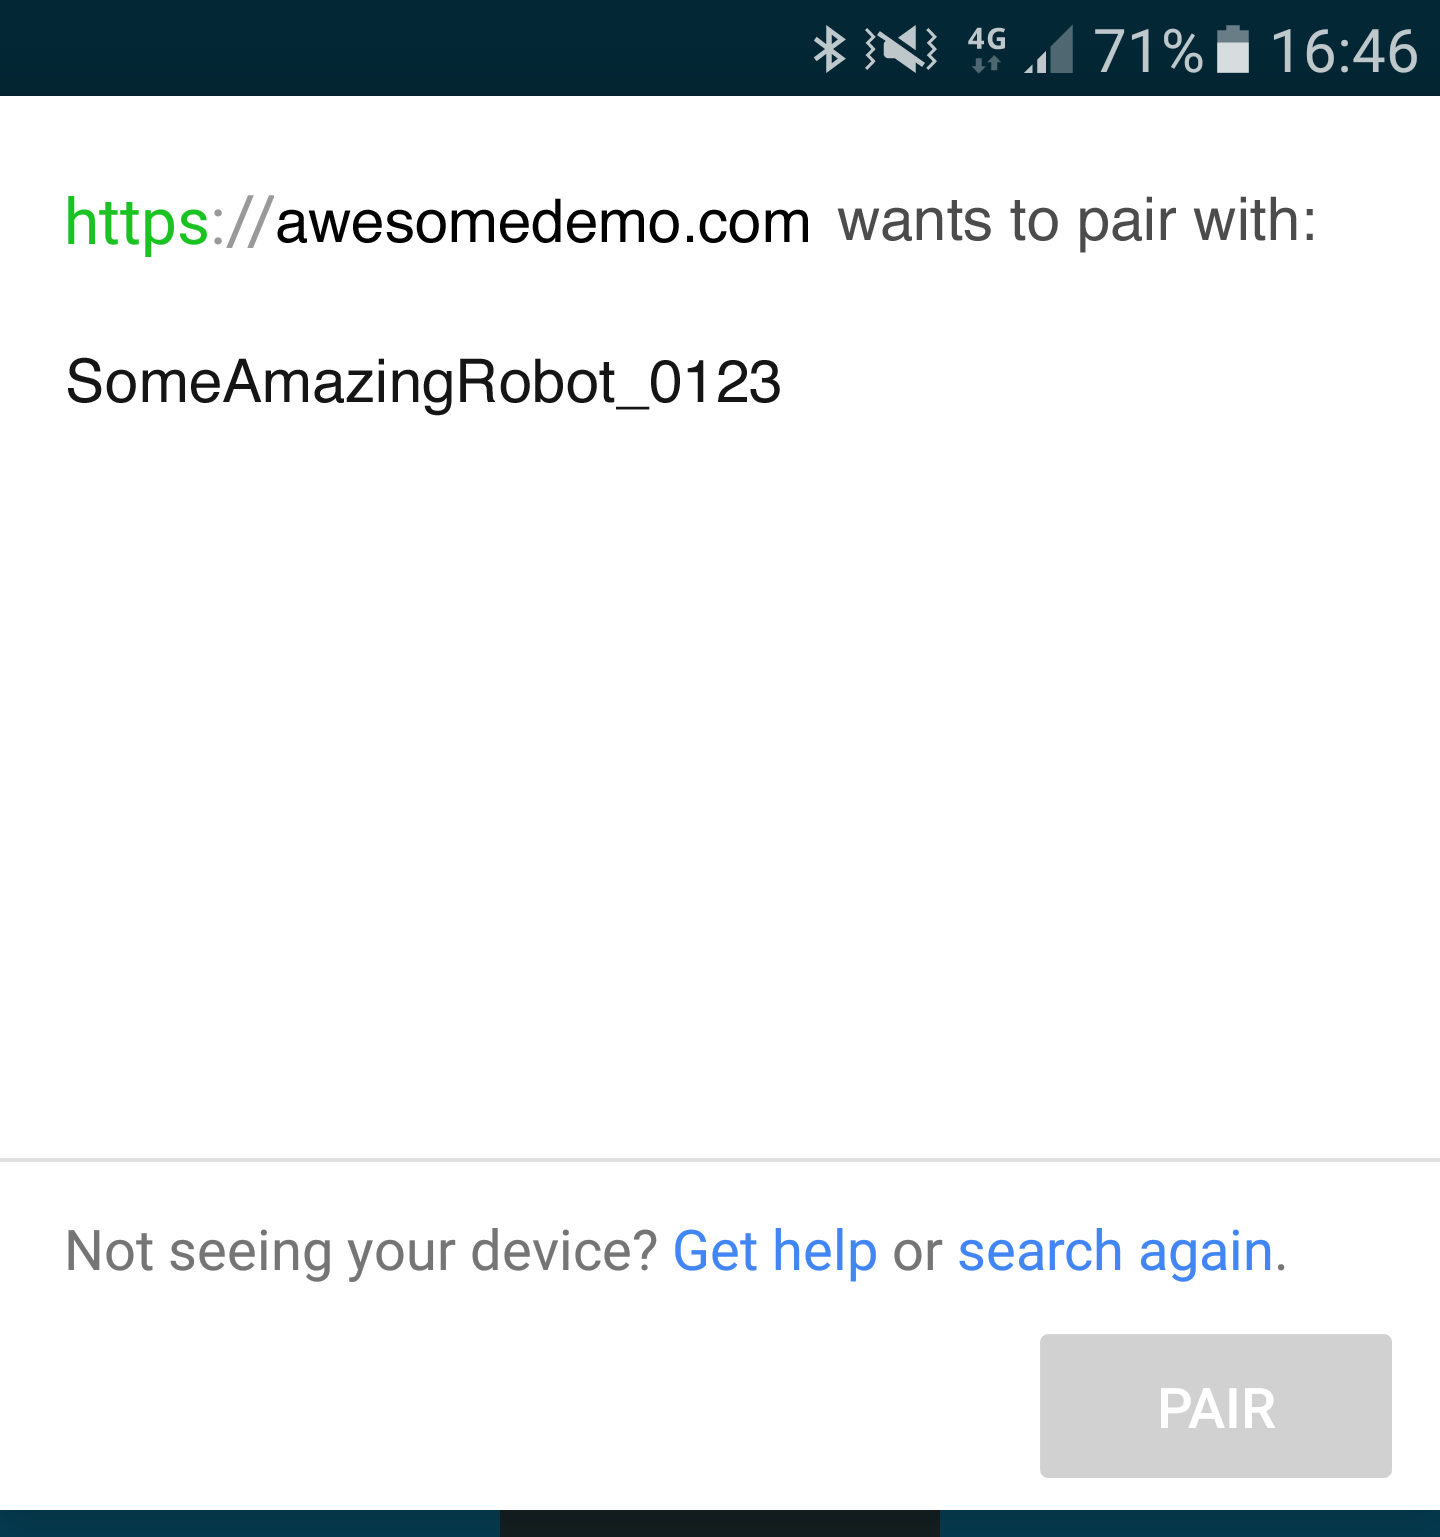 4G 71% 16:46
https://awesomedemo.com wants to pair with:
SomeAmazingRobot_0123
Not seeing your device? Get help or search again.
PAIR